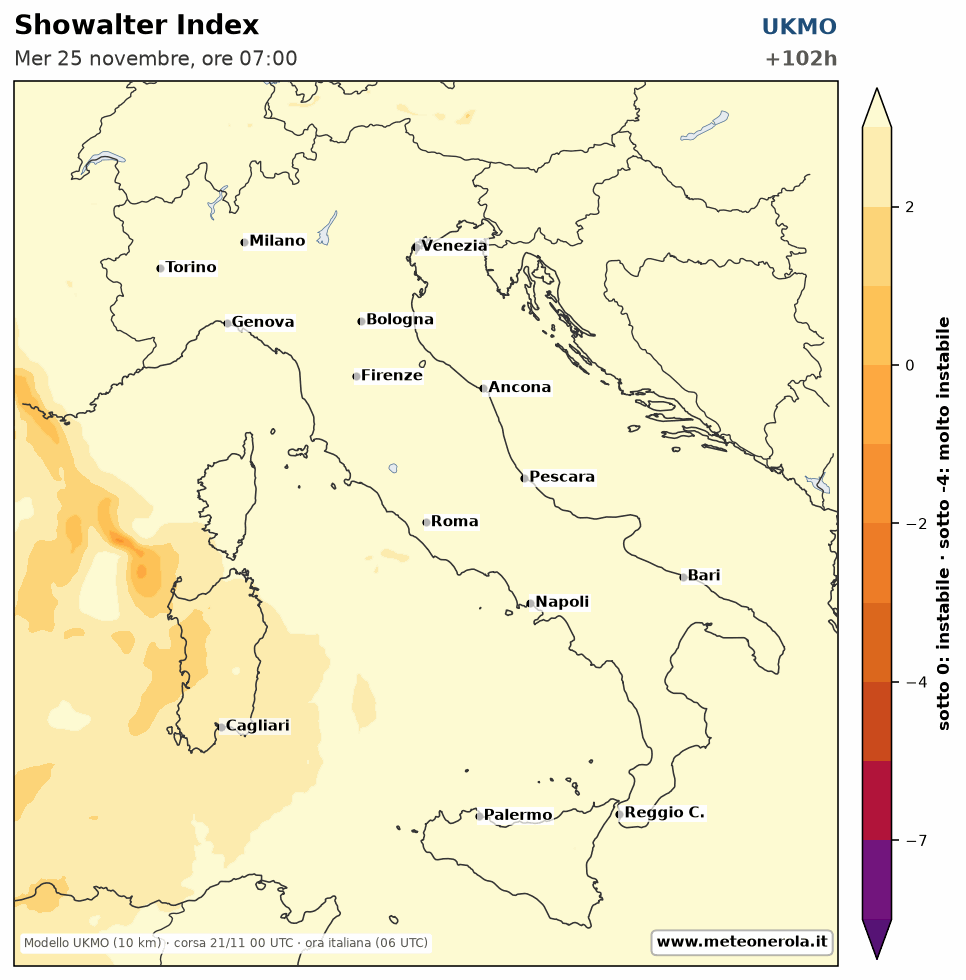 Showalter Index
UKMO
Mer 25 novembre, ore 07:00
+102h
Milano
Venezia
Torino
Genova
Bologna
Firenze
Ancona
Pescara
Roma
Bari
Napoli
Cagliari
Palermo
Reggio C.
2
0
−2
−4
−7
sotto 0: instabile · sotto -4: molto instabile
Modello UKMO (10 km) · corsa 21/11 00 UTC · ora italiana (06 UTC)
www.meteonerola.it